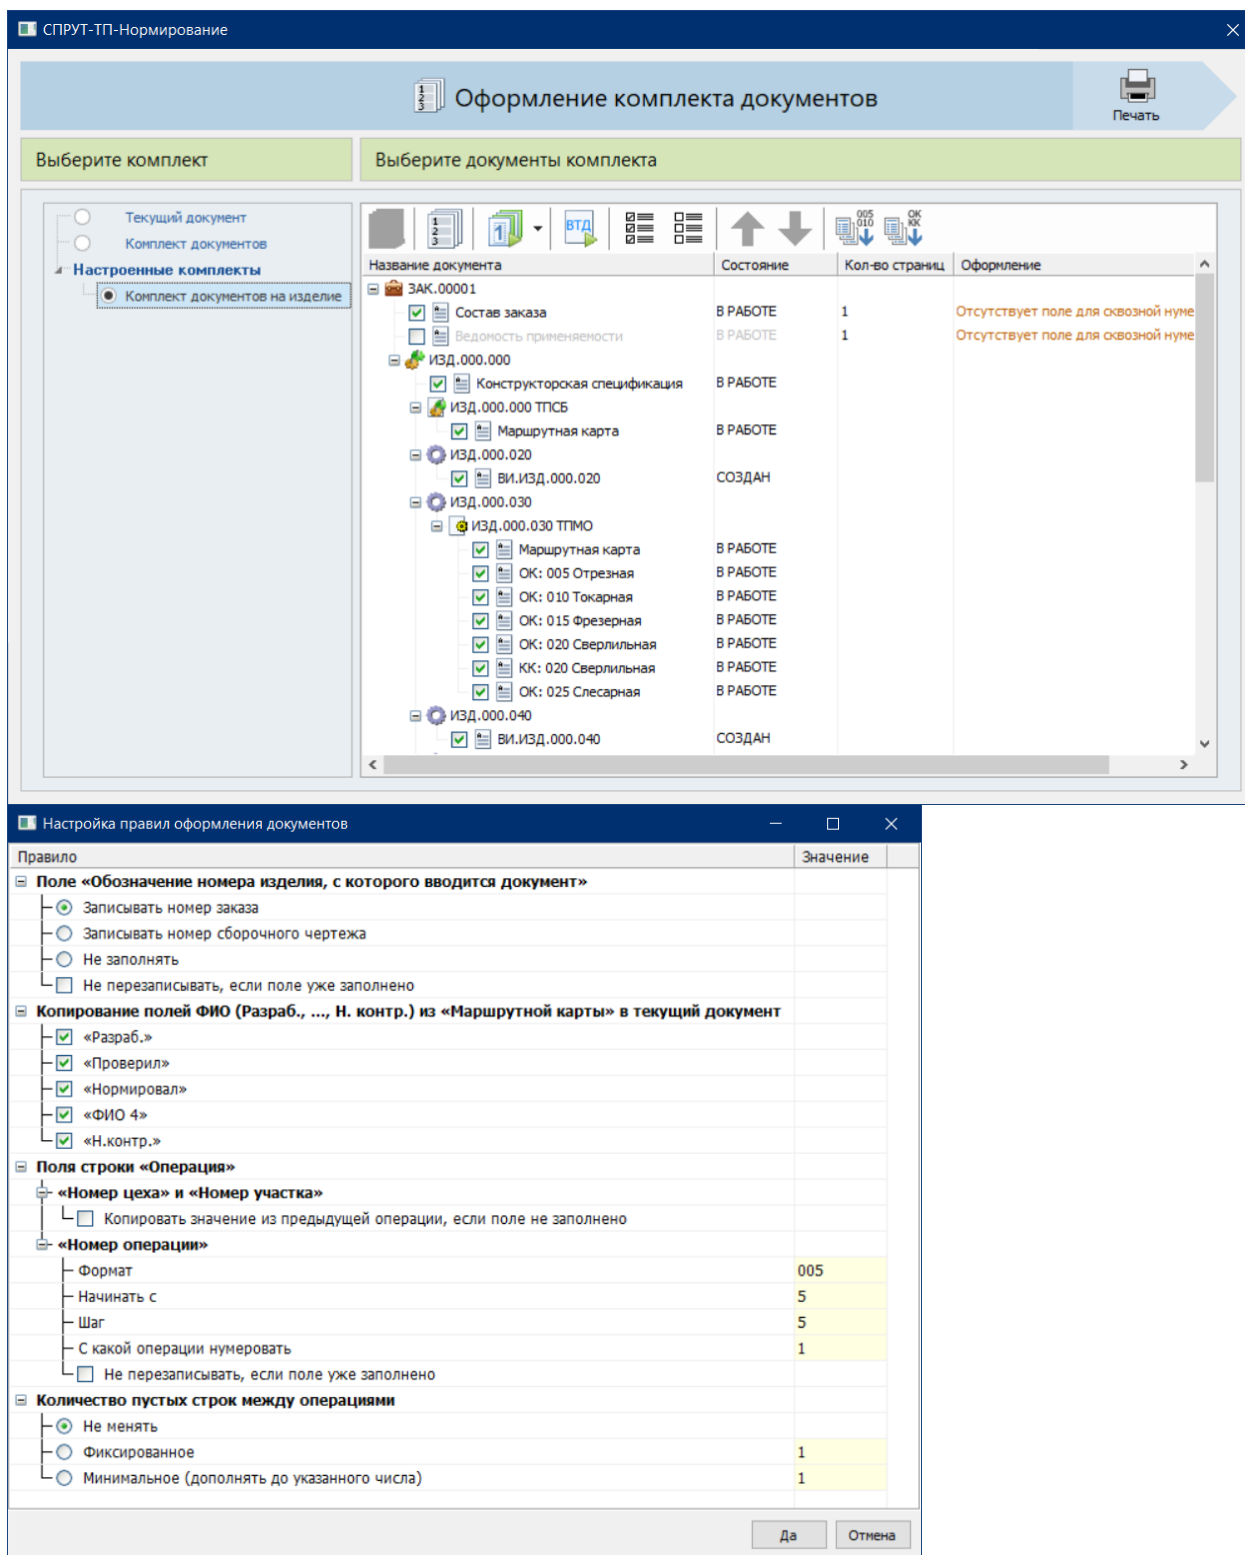 СПРУТ-ТП-Нормирование
Оформление комплекта документов
Печать
Выберите комплект
Выберите документы комплекта
Текущий документ
Комплект документов
Настроенные комплекты
Комплект документов на изделие
1 2 3
1
ВТД
005 010
ОК КК
Название документа Состояние Кол-во страниц Оформление
ЗАК.00001
Состав заказа В РАБОТЕ 1 Отсутствует поле для сквозной нуме
Ведомость применяемости В РАБОТЕ 1 Отсутствует поле для сквозной нуме
ИЗД.000.000
Конструкторская спецификация В РАБОТЕ
ИЗД.000.000 ТПСБ
Маршрутная карта В РАБОТЕ
ИЗД.000.020
ВИ.ИЗД.000.020 СОЗДАН
ИЗД.000.030
ИЗД.000.030 ТПМО
Маршрутная карта В РАБОТЕ
ОК: 005 Отрезная В РАБОТЕ
ОК: 010 Токарная В РАБОТЕ
ОК: 015 Фрезерная В РАБОТЕ
ОК: 020 Сверлильная В РАБОТЕ
КК: 020 Сверлильная В РАБОТЕ
ОК: 025 Слесарная В РАБОТЕ
ИЗД.000.040
ВИ.ИЗД.000.040 СОЗДАН
Настройка правил оформления документов
Правило Значение
Поле «Обозначение номера изделия, с которого вводится документ»
Записывать номер заказа
Записывать номер сборочного чертежа
Не заполнять
Не перезаписывать, если поле уже заполнено
Копирование полей ФИО (Разраб., ..., Н. контр.) из «Маршрутной карты» в текущий документ
«Разраб.»
«Проверил»
«Нормировал»
«ФИО 4»
«Н.контр.»
Поля строки «Операция»
«Номер цеха» и «Номер участка»
Копировать значение из предыдущей операции, если поле не заполнено
«Номер операции»
Формат 005
Начинать с 5
Шаг 5
С какой операции нумеровать 1
Не перезаписывать, если поле уже заполнено
Количество пустых строк между операциями
Не менять
Фиксированное 1
Минимальное (дополнять до указанного числа) 1
Да Отмена